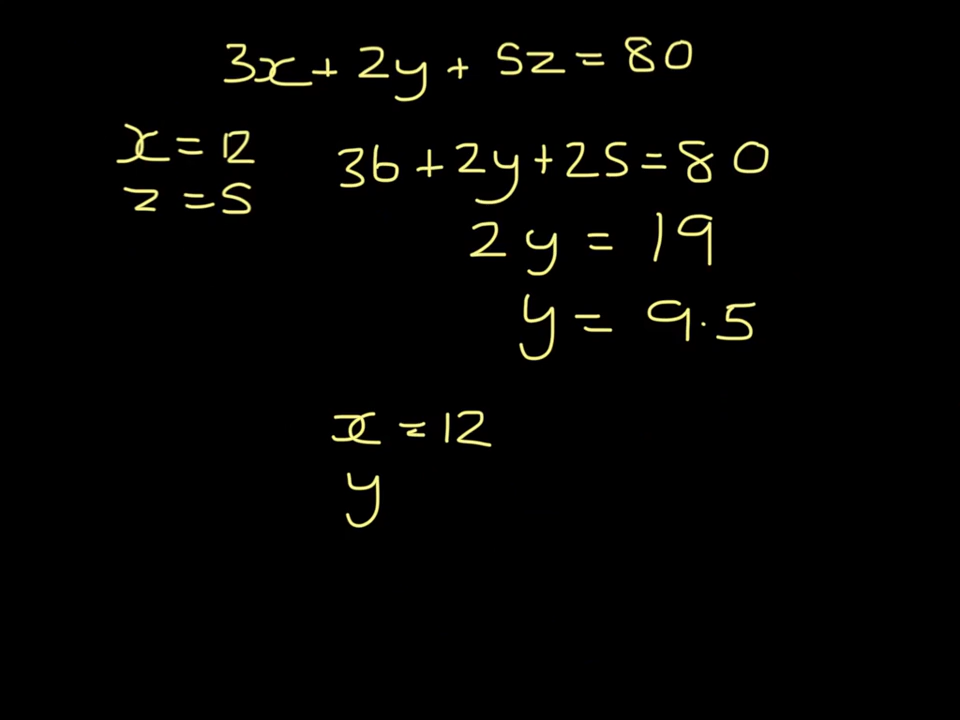 3x + 2y + 5z = 80
x = 12
z = 5
36 + 2y + 25 = 80
2y = 19
y = 9.5
x = 12
y